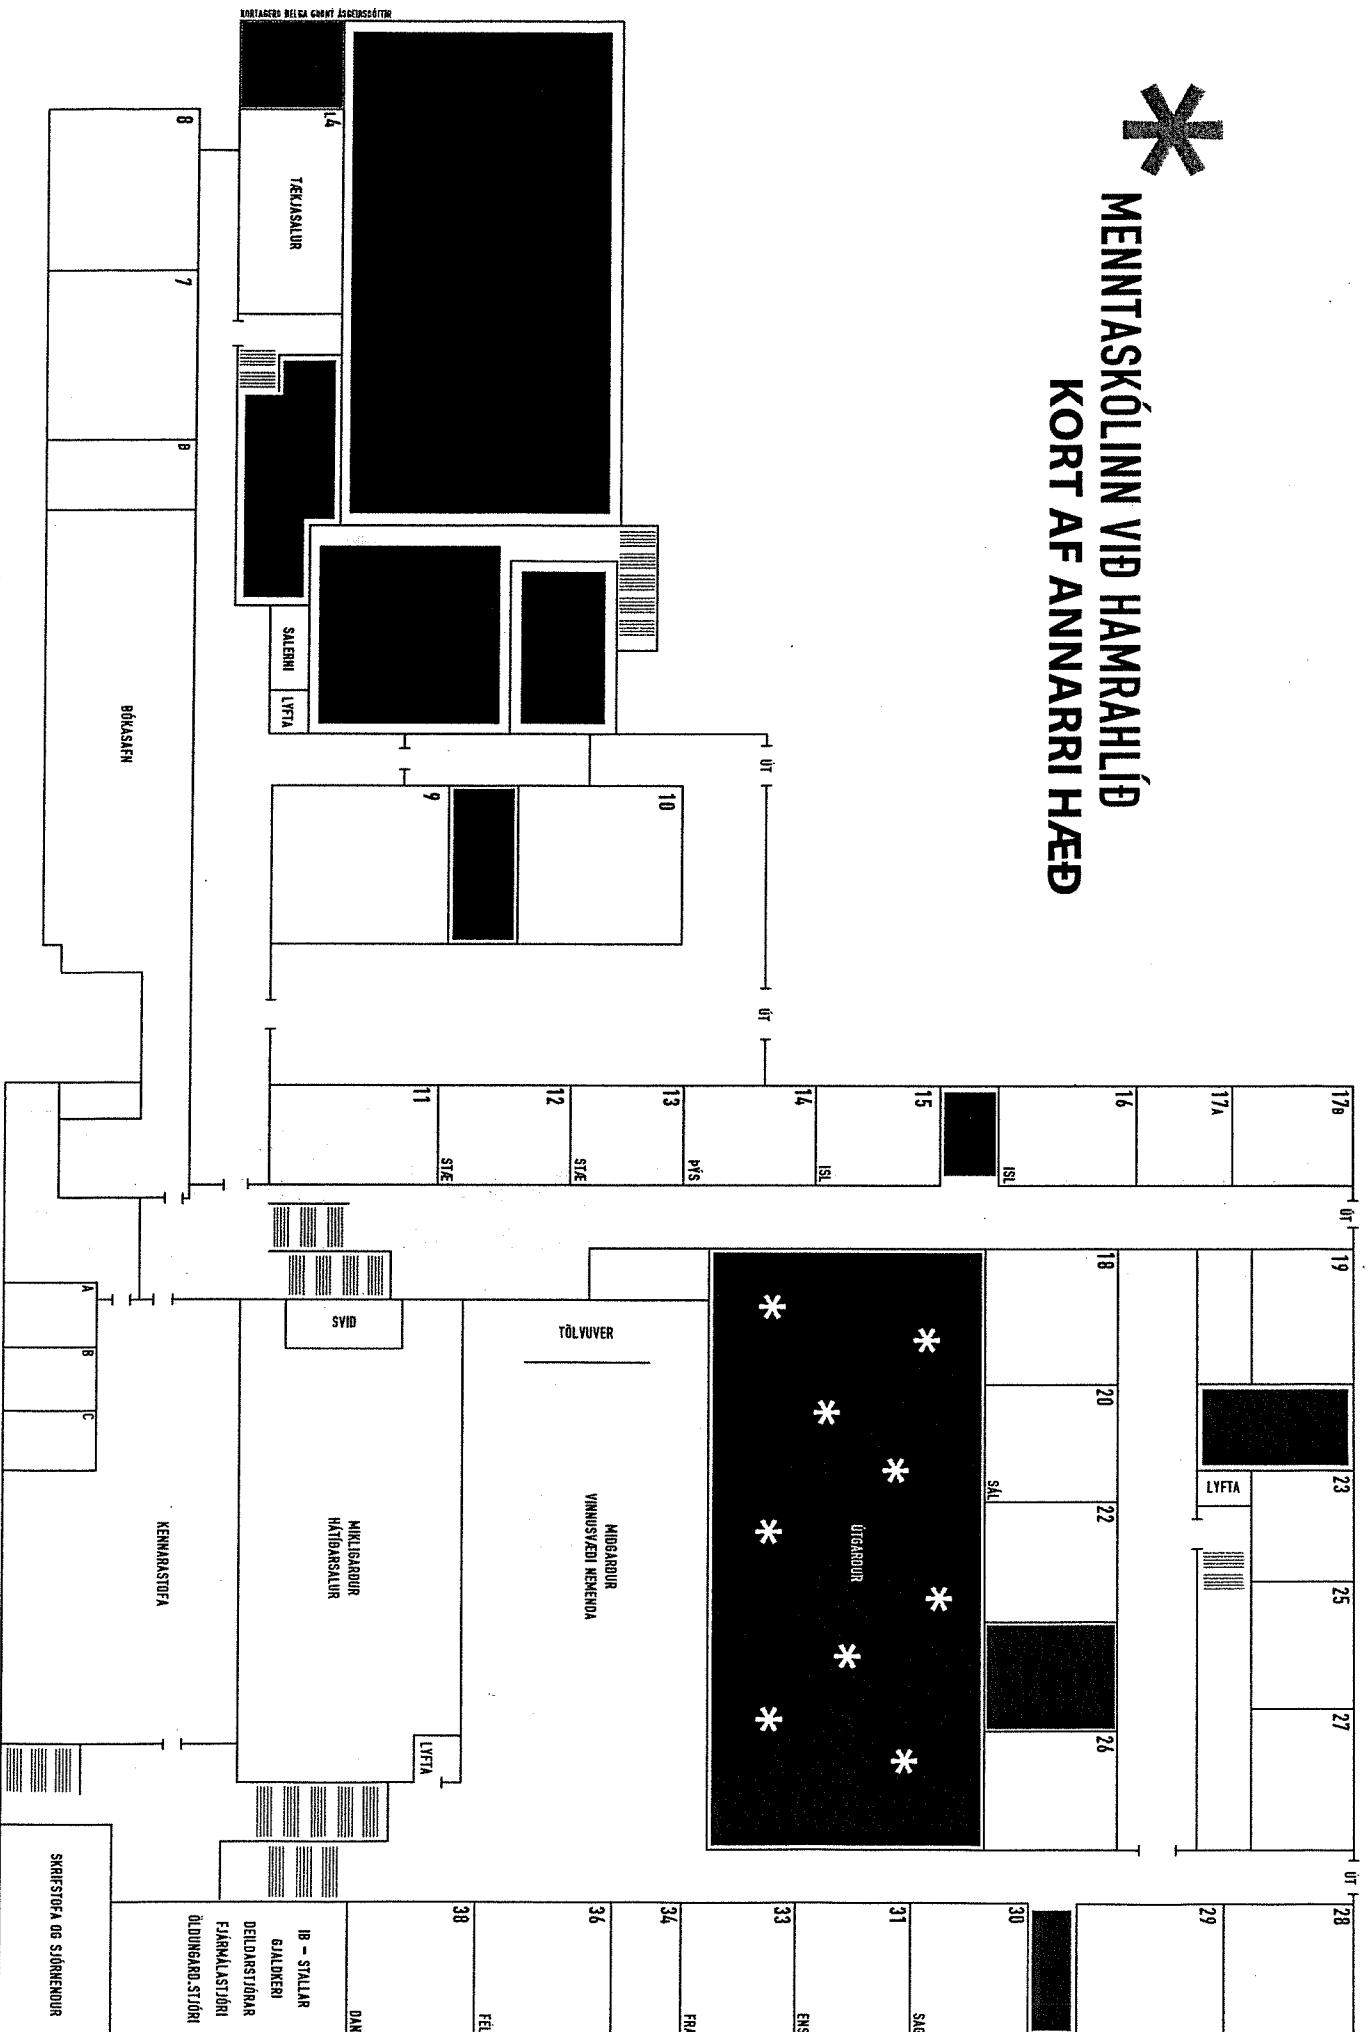 MENNTASKÓLINN VIÐ HAMRAHLÍÐ
KORT AF ANNARRI HÆÐ
L4
TÆKJASALUR
8
7
B
BÓKASAFN
SALERNI
LYFTA
ÚT
9
10
ÚT
11
STÆ
12
STÆ
13
ÞÝS
14
ISL
15
16
ISL
17A
17B
ÚT
18
19
20
SÁL
22
23
LYFTA
25
26
27
ÚT
A
B
C
SVIÐ
TÖLVUVER
KENNARASTOFA
MIKLIGARÐUR
HÁTÍÐARSALUR
MIÐGARÐUR
VINNUSVÆÐI NEMENDA
ÚTGARÐUR
LYFTA
SKRIFSTOFA OG SJÓRNENDUR
IB – STALLAR
GJALDKERI
DEILDARSTJÓRAR
FJÁRMÁLASTJÓRI
ÖLDUNGARD.STJÓRI
DAN
38
FÉL
36
34
FRA
33
ENS
31
SAG
30
29
28